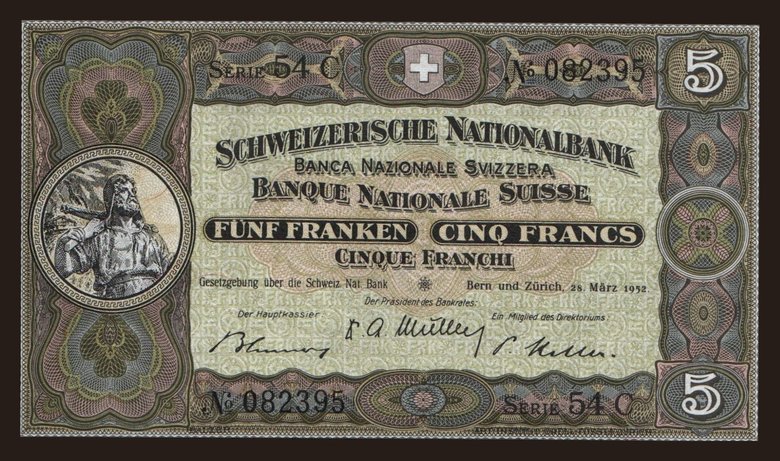 SERIE 54 C № 082395 5
SCHWEIZERISCHE NATIONALBANK
BANCA NAZIONALE SVIZZERA
BANQUE NATIONALE SUISSE
FÜNF FRANKEN CINQ FRANCS
CINQUE FRANCHI
Gesetzgebung über die Schweiz Nat. Bank Bern und Zürich, 28. März 1952.
Der Präsident des Bankrates:
Der Hauptkassier: Ein Mitglied des Direktoriums:
№ 082395 SERIE 54 C 5